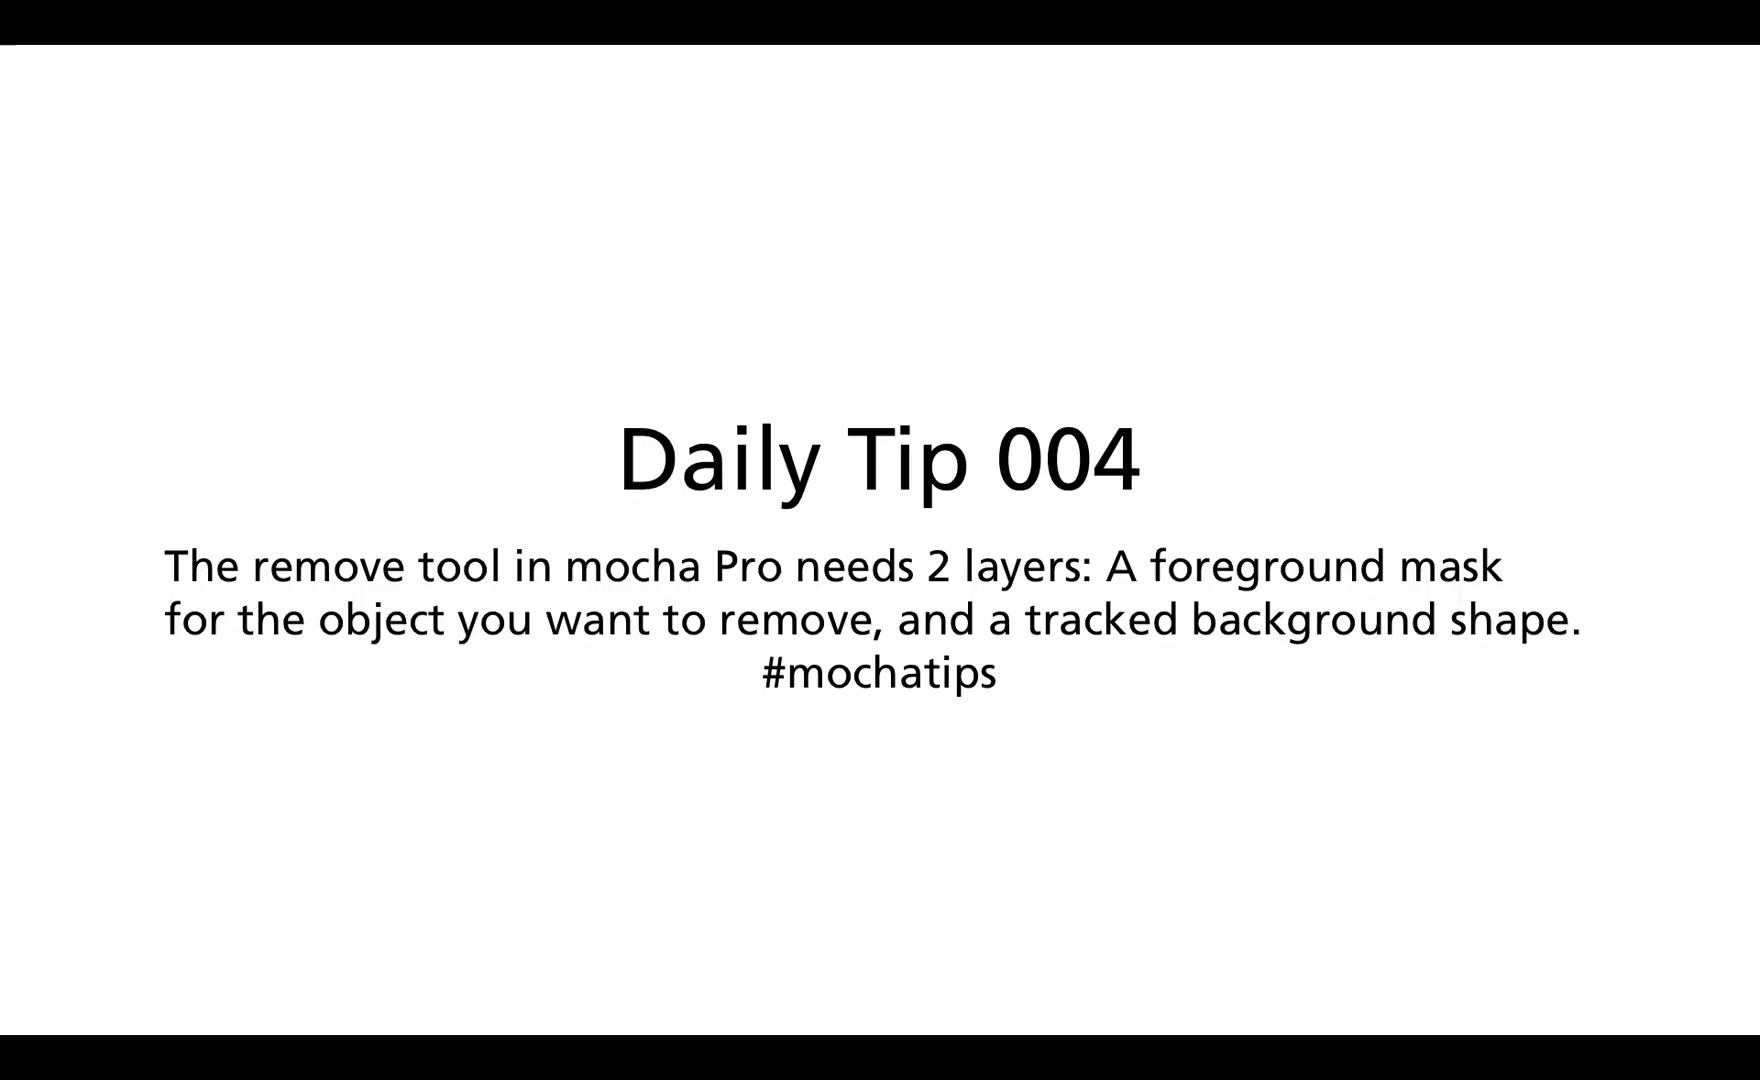 Daily Tip 004
The remove tool in mocha Pro needs 2 layers: A foreground mask
for the object you want to remove, and a tracked background shape.
#mochatips